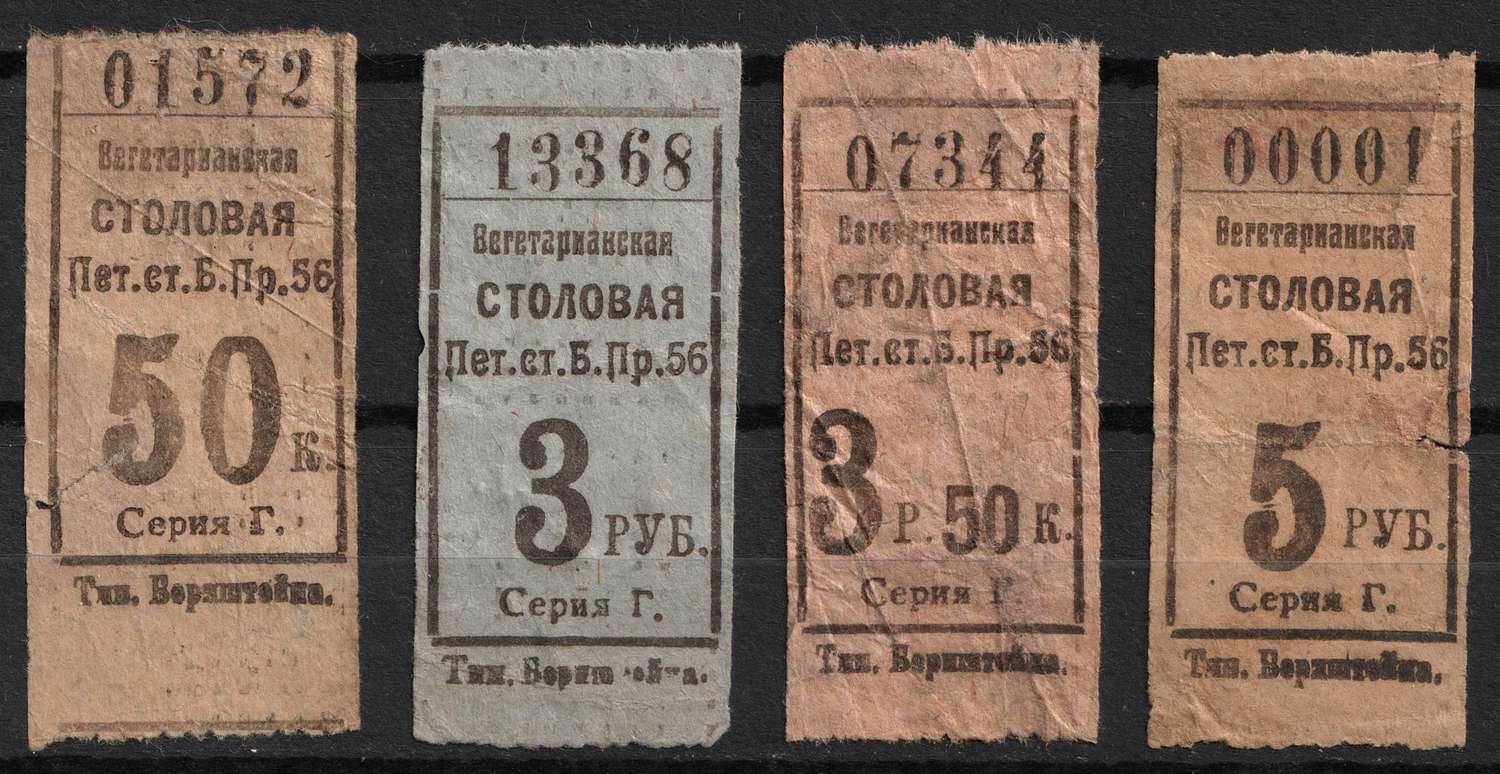 01572
Вегетарианская
СТОЛОВАЯ
Пет.ст.Б.Пр.56
50 К.
Серия Г.
Тип. Бернштейна.
13368
Вегетарианская
СТОЛОВАЯ
Пет.ст.Б.Пр.56
3 РУБ.
Серия Г.
Тип. Бернштейна.
07344
Вегетарианская
СТОЛОВАЯ
Пет.ст.Б.Пр.56
3 Р. 50 К.
Серия Г
Тип. Бернштейна.
00001
Вегетарианская
СТОЛОВАЯ
Пет.ст.Б.Пр.56
5 РУБ.
Серия Г.
Тип. Бернштейна.